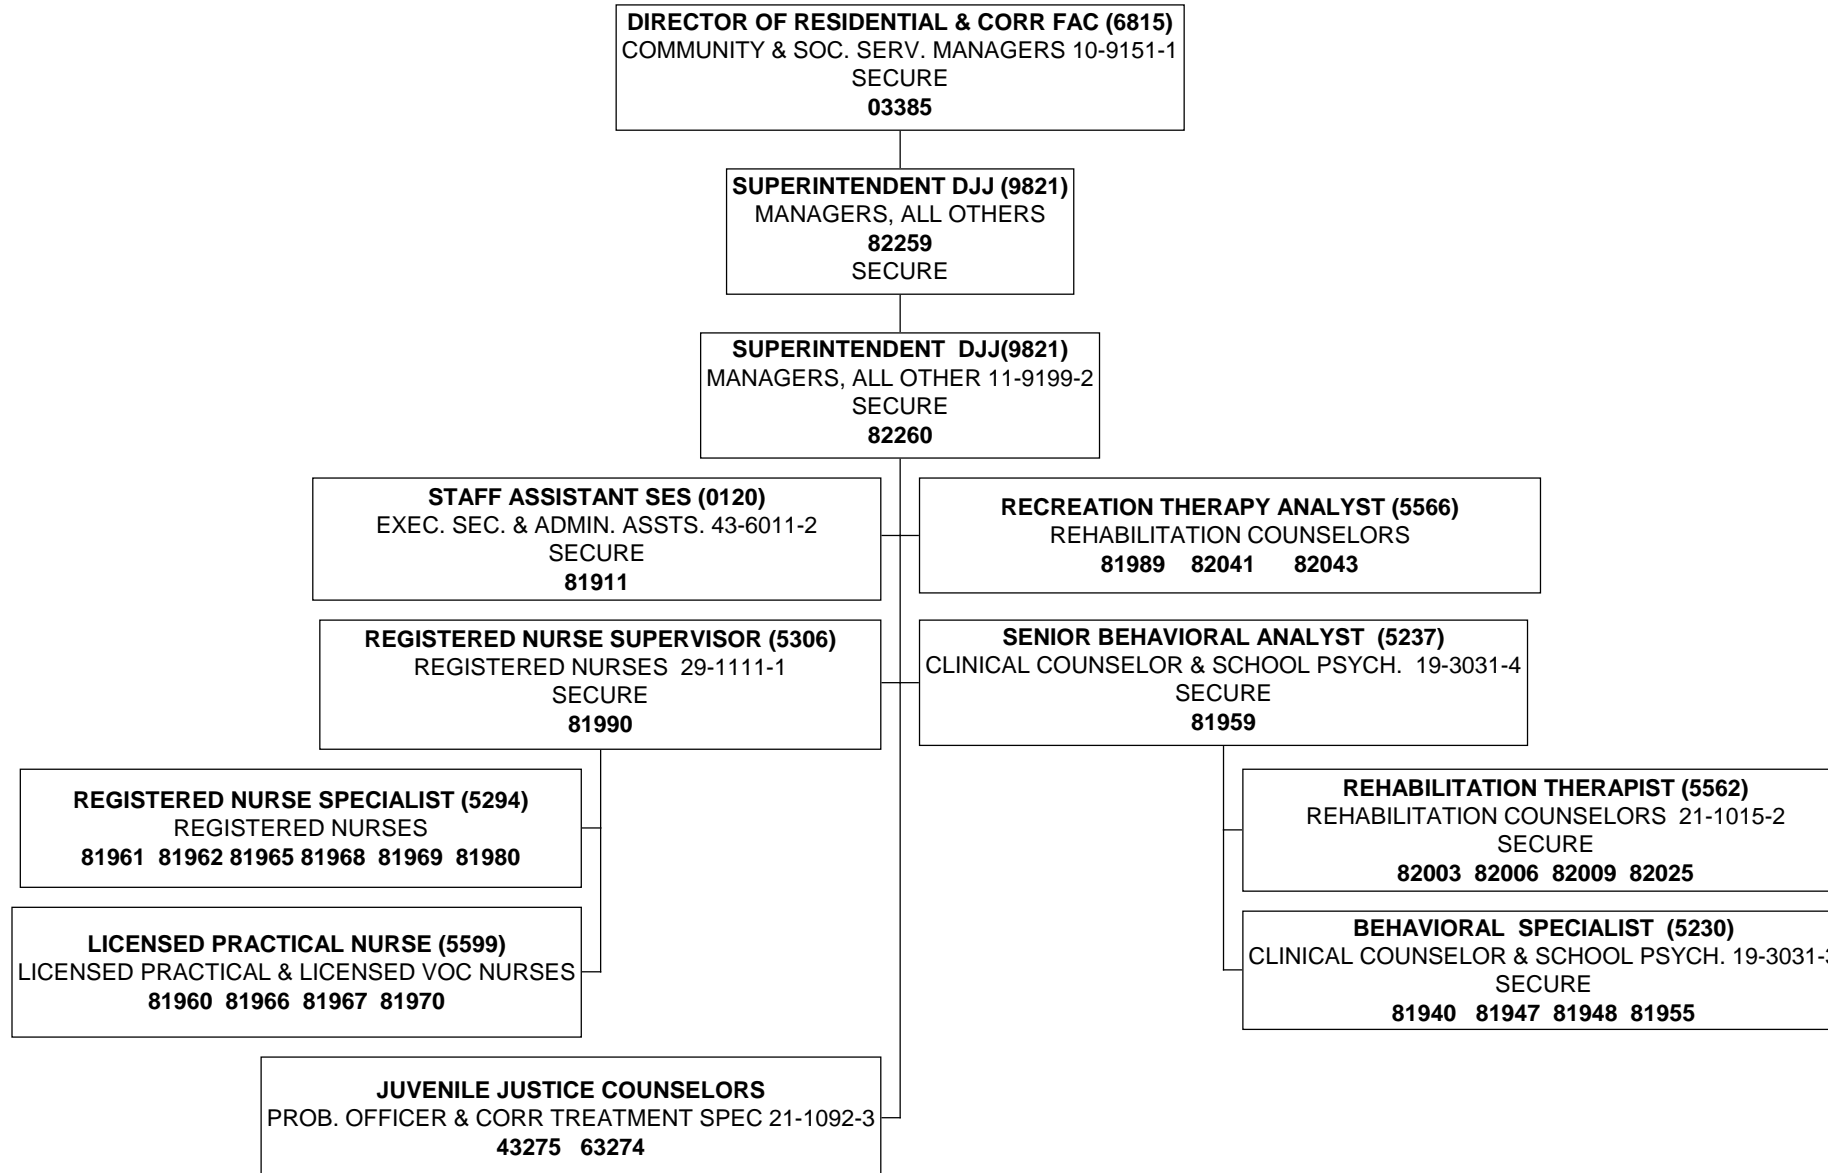 DIRECTOR OF RESIDENTIAL & CORR FAC (6815)
COMMUNITY & SOC. SERV. MANAGERS 10-9151-1
SECURE
03385
SUPERINTENDENT DJJ (9821)
MANAGERS, ALL OTHERS
82259
SECURE
SUPERINTENDENT DJJ(9821)
MANAGERS, ALL OTHER 11-9199-2
SECURE
82260
STAFF ASSISTANT SES (0120)
EXEC. SEC. & ADMIN. ASSTS. 43-6011-2
SECURE
81911
RECREATION THERAPY ANALYST (5566)
REHABILITATION COUNSELORS
81989 82041 82043
REGISTERED NURSE SUPERVISOR (5306)
REGISTERED NURSES 29-1111-1
SECURE
81990
SENIOR BEHAVIORAL ANALYST (5237)
CLINICAL COUNSELOR & SCHOOL PSYCH. 19-3031-4
SECURE
81959
REGISTERED NURSE SPECIALIST (5294)
REGISTERED NURSES
81961 81962 81965 81968 81969 81980
REHABILITATION THERAPIST (5562)
REHABILITATION COUNSELORS 21-1015-2
SECURE
82003 82006 82009 82025
LICENSED PRACTICAL NURSE (5599)
LICENSED PRACTICAL & LICENSED VOC NURSES
81960 81966 81967 81970
BEHAVIORAL SPECIALIST (5230)
CLINICAL COUNSELOR & SCHOOL PSYCH. 19-3031-3
SECURE
81940 81947 81948 81955
JUVENILE JUSTICE COUNSELORS
PROB. OFFICER & CORR TREATMENT SPEC 21-1092-3
43275 63274